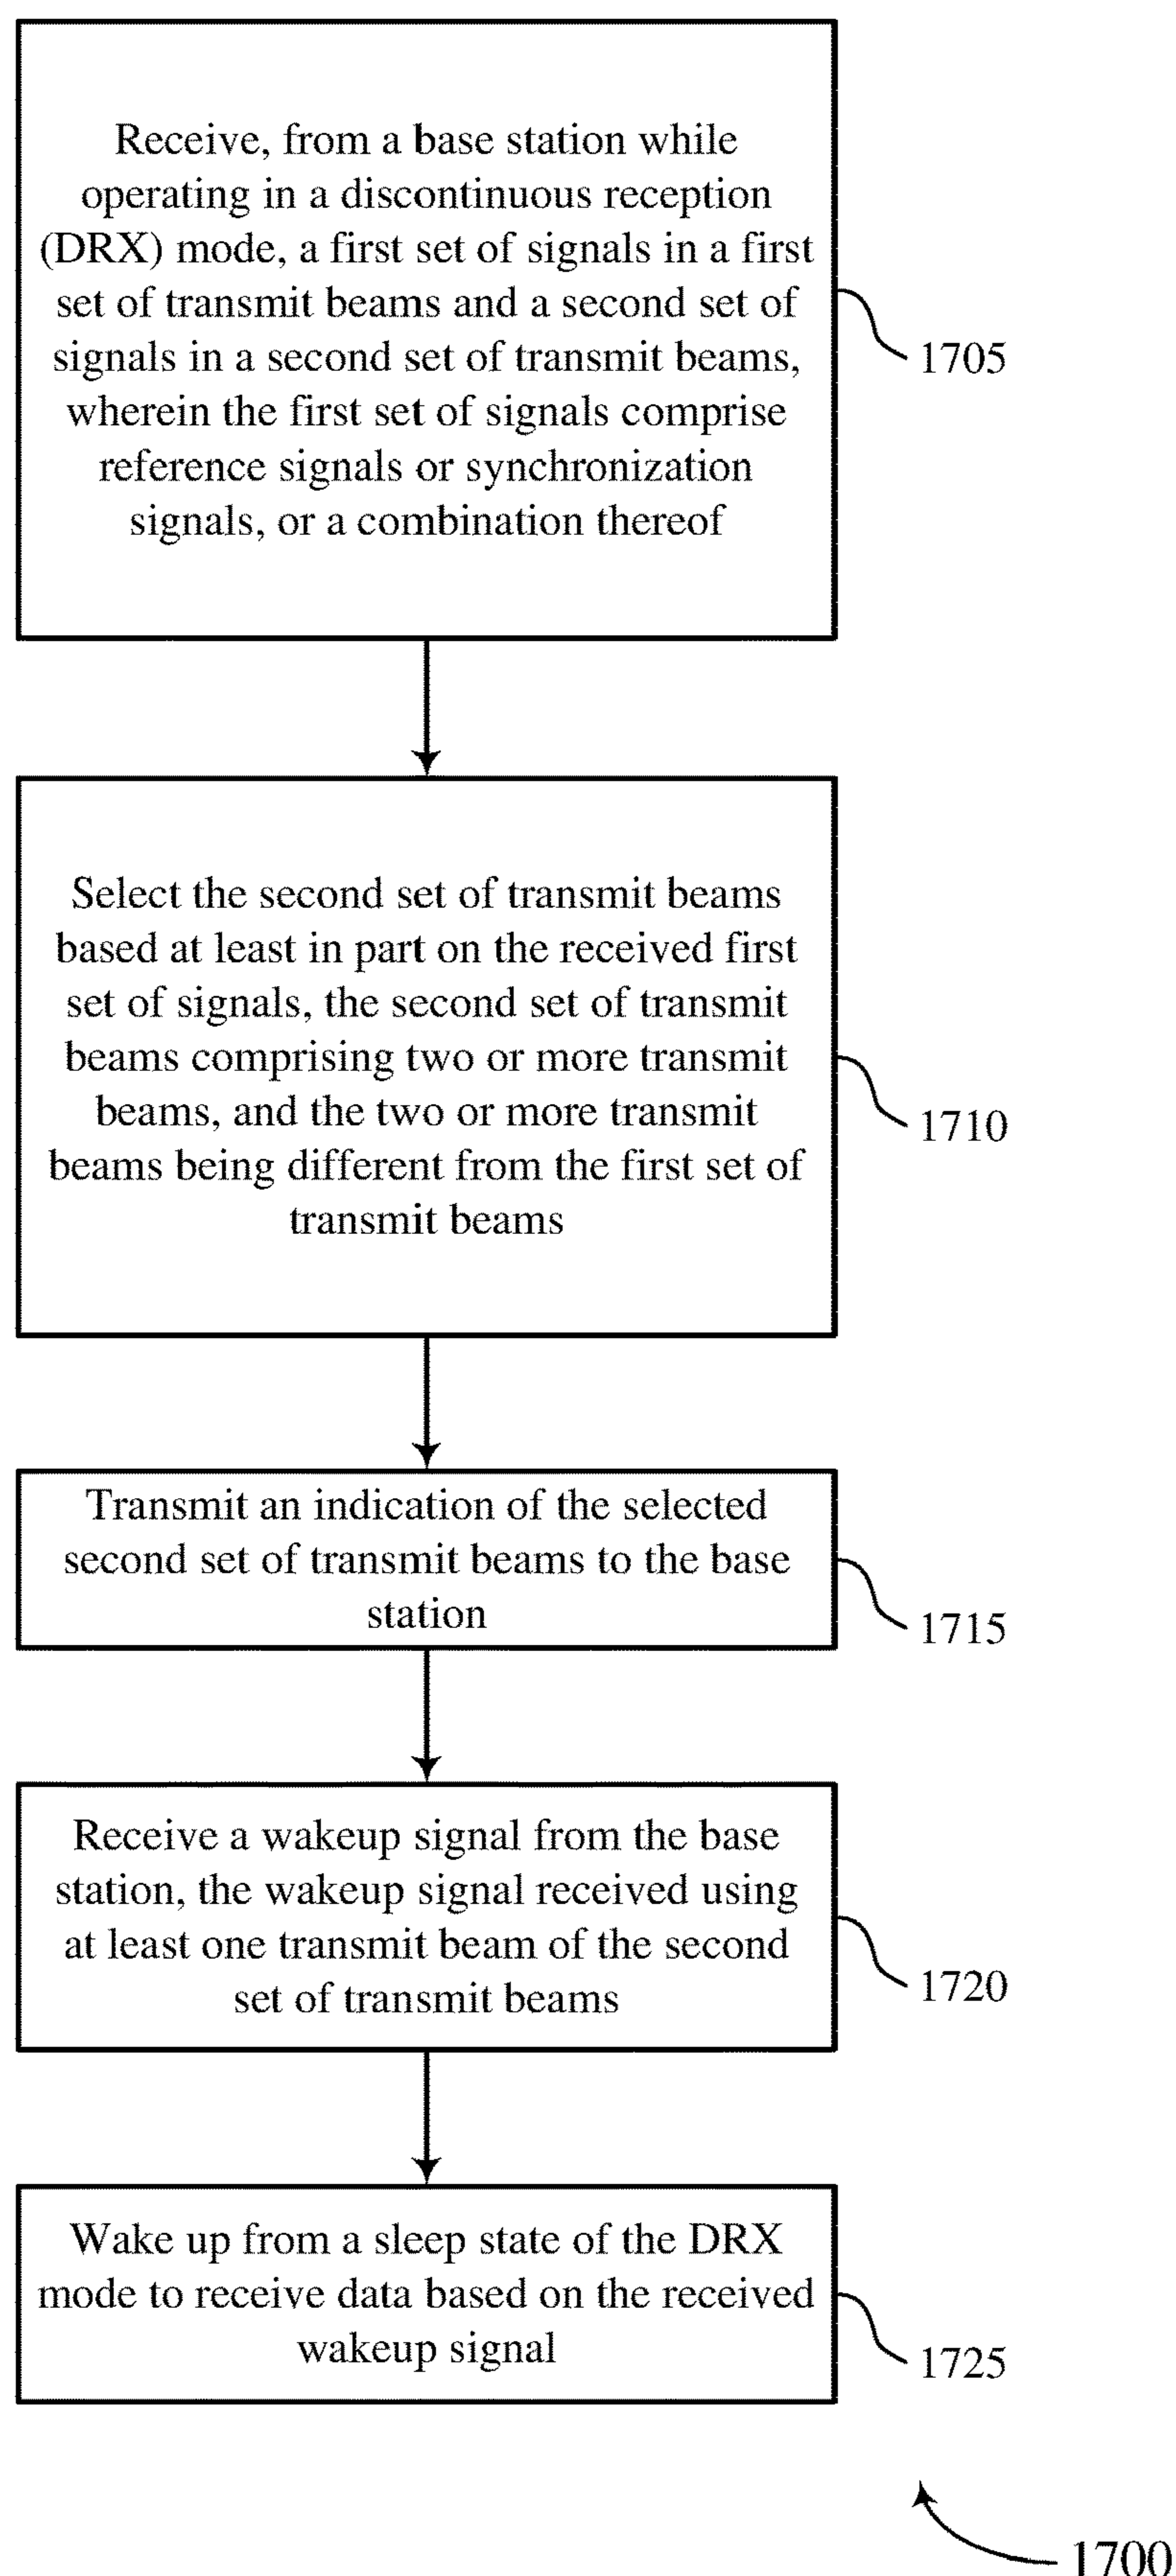 Receive, from a base station while
operating in a discontinuous reception
(DRX) mode, a first set of signals in a first
set of transmit beams and a second set of
signals in a second set of transmit beams,
wherein the first set of signals comprise
reference signals or synchronization
signals, or a combination thereof
1705
Select the second set of transmit beams
based at least in part on the received first
set of signals, the second set of transmit
beams comprising two or more transmit
beams, and the two or more transmit
beams being different from the first set of
transmit beams
1710
Transmit an indication of the selected
second set of transmit beams to the base
station
1715
Receive a wakeup signal from the base
station, the wakeup signal received using
at least one transmit beam of the second
set of transmit beams
1720
Wake up from a sleep state of the DRX
mode to receive data based on the received
wakeup signal
1725
1700